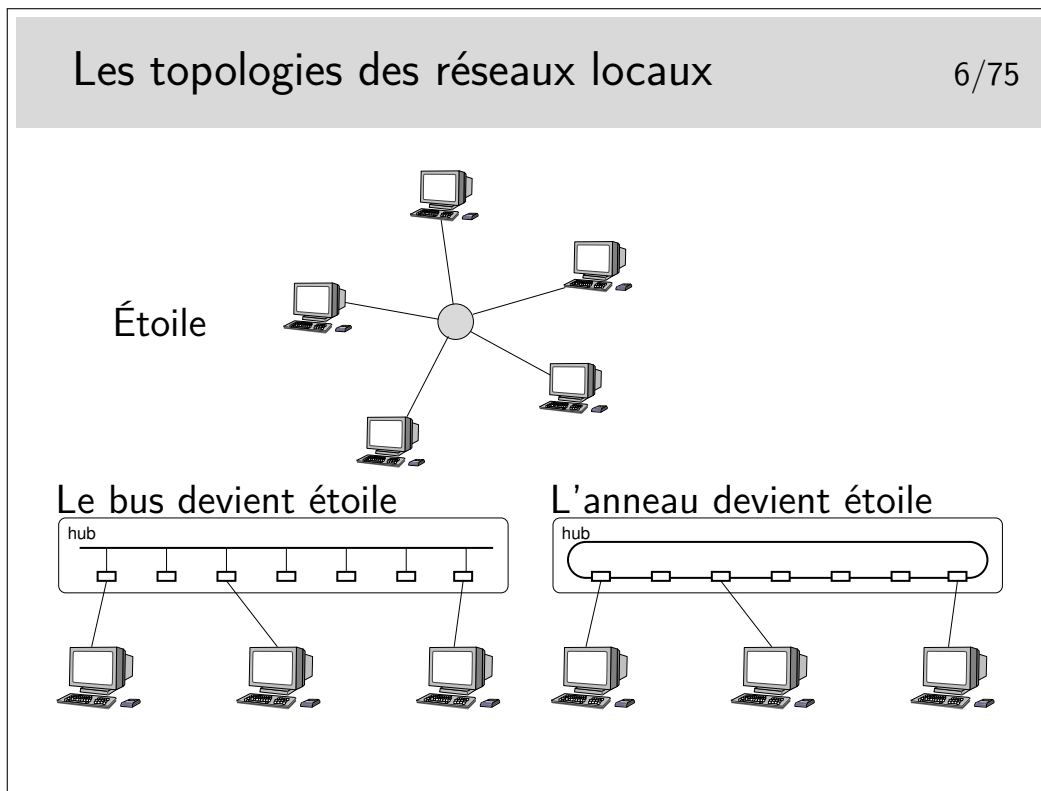 Les topologies des réseaux locaux 6/75
Étoile
Le bus devient étoile
hub
L'anneau devient étoile
hub